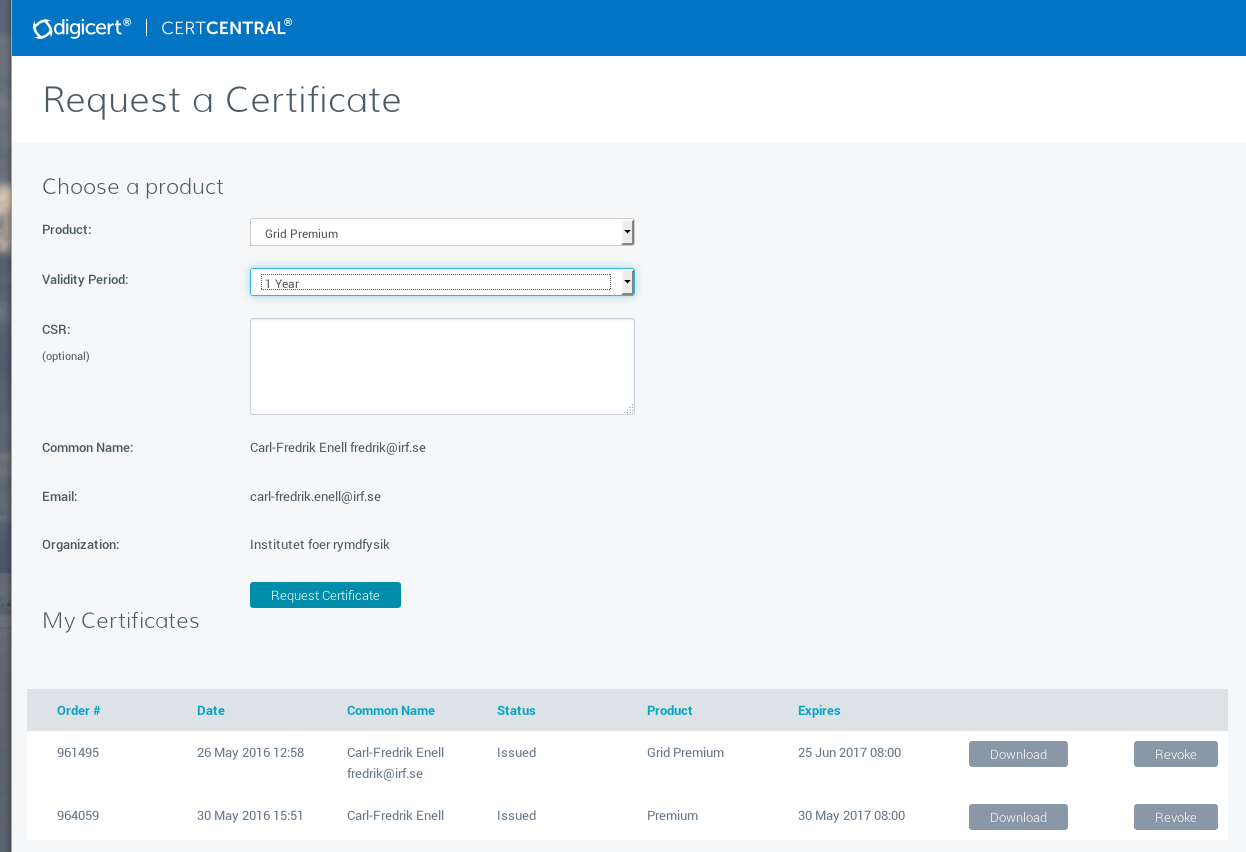 digicert® | CERTCENTRAL®
Request a Certificate
Choose a product
Product: Grid Premium
Validity Period: 1 Year
CSR:
(optional)
Common Name: Carl-Fredrik Enell fredrik@irf.se
Email: carl-fredrik.enell@irf.se
Organization: Institutet foer rymdfysik
Request Certificate
My Certificates
Order # Date Common Name Status Product Expires
961495 26 May 2016 12:58 Carl-Fredrik Enell Issued Grid Premium 25 Jun 2017 08:00 Download Revoke
fredrik@irf.se
964059 30 May 2016 15:51 Carl-Fredrik Enell Issued Premium 30 May 2017 08:00 Download Revoke